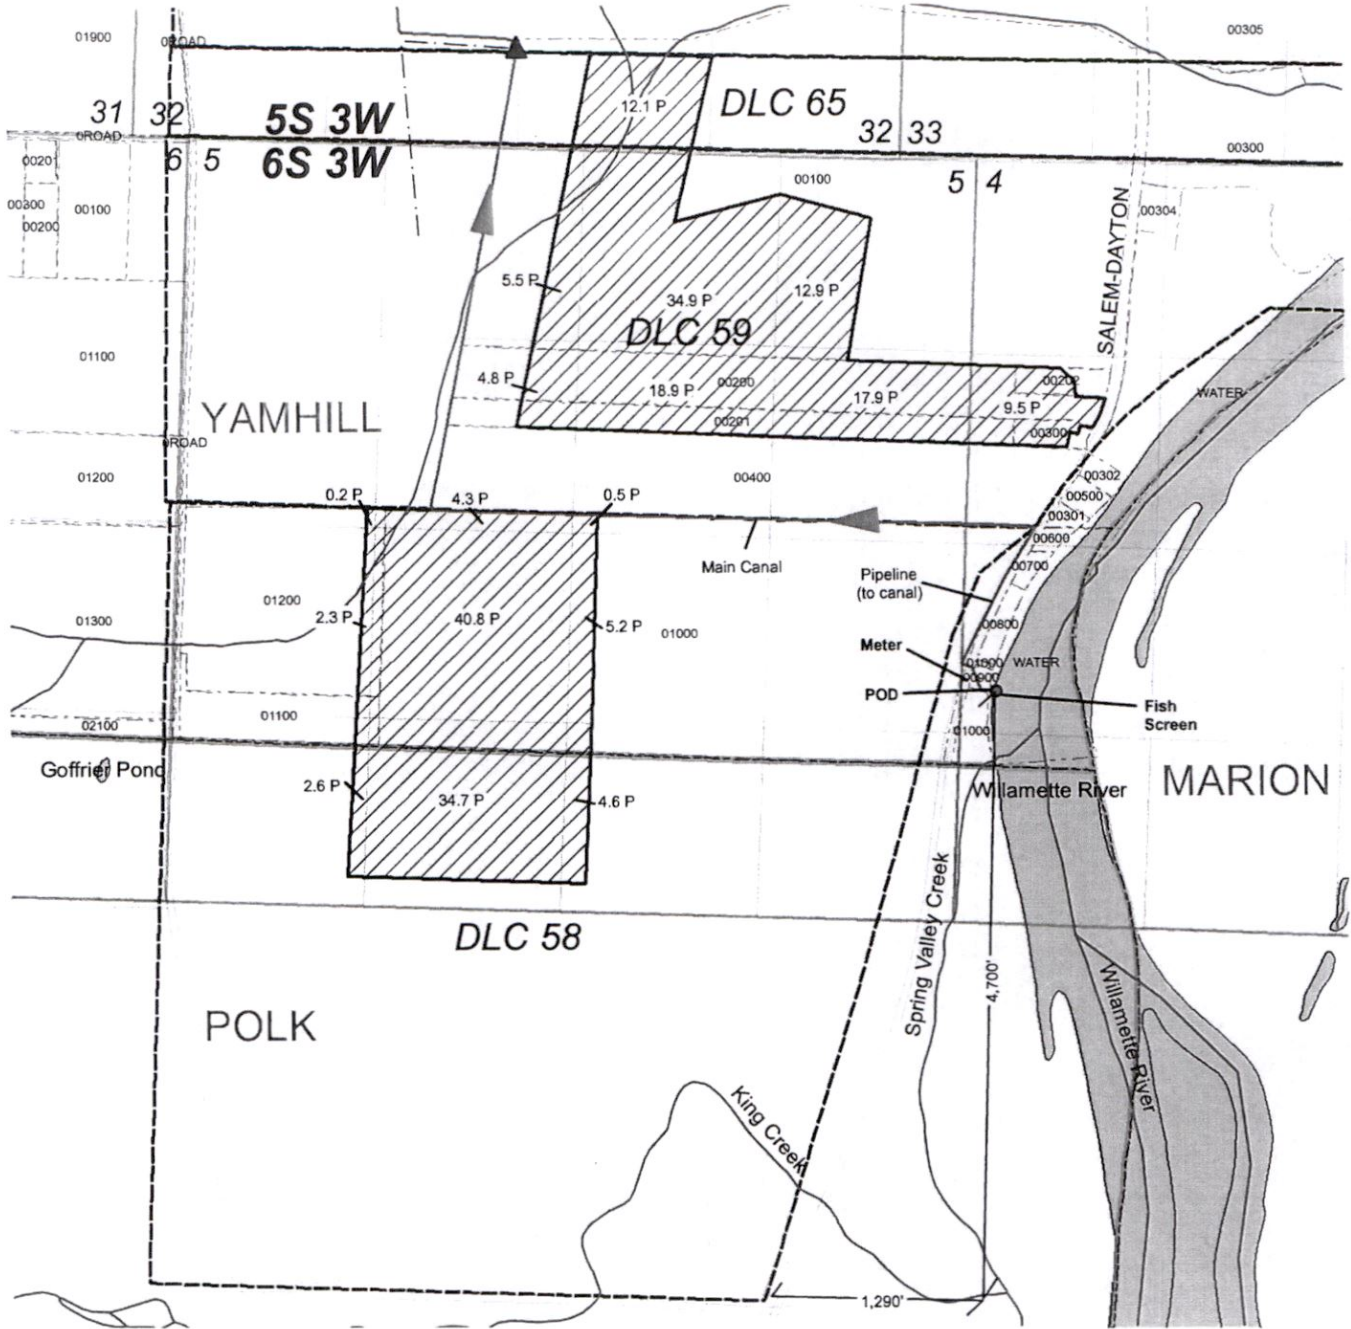 01900
0ROAD
00305
31 32
5S 3W
12.1 P
DLC 65
32 33
0ROAD
6 5
6S 3W
00300
00201
00100
5 4
00300
00100
00200
00304
SALEM-DAYTON
5.5 P
34.9 P
12.9 P
DLC 59
01100
4.8 P
00200
00202
WATER
18.9 P
17.9 P
9.5 P
YAMHILL
00201
00300
0ROAD
01200
00400
00302
0.2 P
4.3 P
0.5 P
00500
00301
00600
Main Canal
00700
Pipeline
(to canal)
01200
01300
2.3 P
40.8 P
5.2 P
01000
00800
Meter
WATER
00900
POD
Fish
Screen
01100
02100
01000
Goffrier Pond
2.6 P
34.7 P
4.6 P
Willamette River
MARION
Spring Valley Creek
DLC 58
4,700'
Willamette River
POLK
King Creek
1,290'